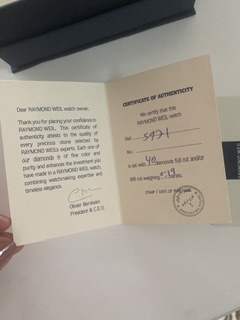 Dear RAYMOND WEIL watch owner,
Thank you for placing your confidence
in RAYMOND WEIL. This certificate of
authenticity attests to the quality of
every precious stone selected by
RAYMOND WEIL's experts. Each one of
our diamonds is of fine color and
purity and enhances the investment you
have made in a RAYMOND WEIL watch,
combining watchmaking expertise and
timeless elegance.
Olivier Bernheim
President & C.E.O.
CERTIFICATE OF AUTHENTICITY
We certify that this
RAYMOND WEIL watch
Ref. 5971
No.
is set with 48 diamonds full cut and/or
8/8 cut weighing 0.19 carats.